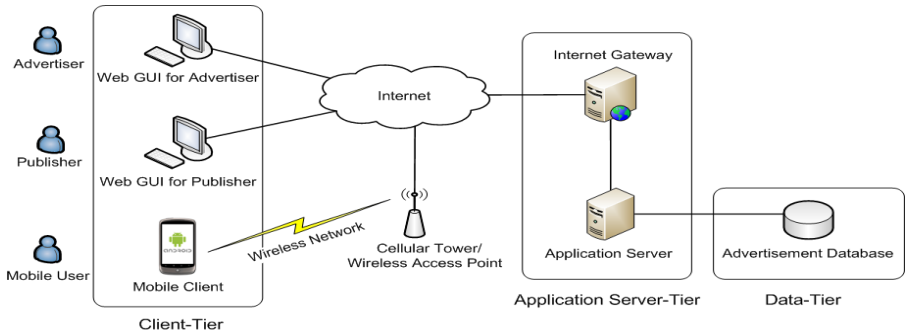 Advertiser
Web GUI for Advertiser
Publisher
Web GUI for Publisher
Mobile User
ANDROID
Mobile Client
Client-Tier
Internet
Wireless Network
Cellular Tower/
Wireless Access Point
Internet Gateway
Application Server
Application Server-Tier
Advertisement Database
Data-Tier